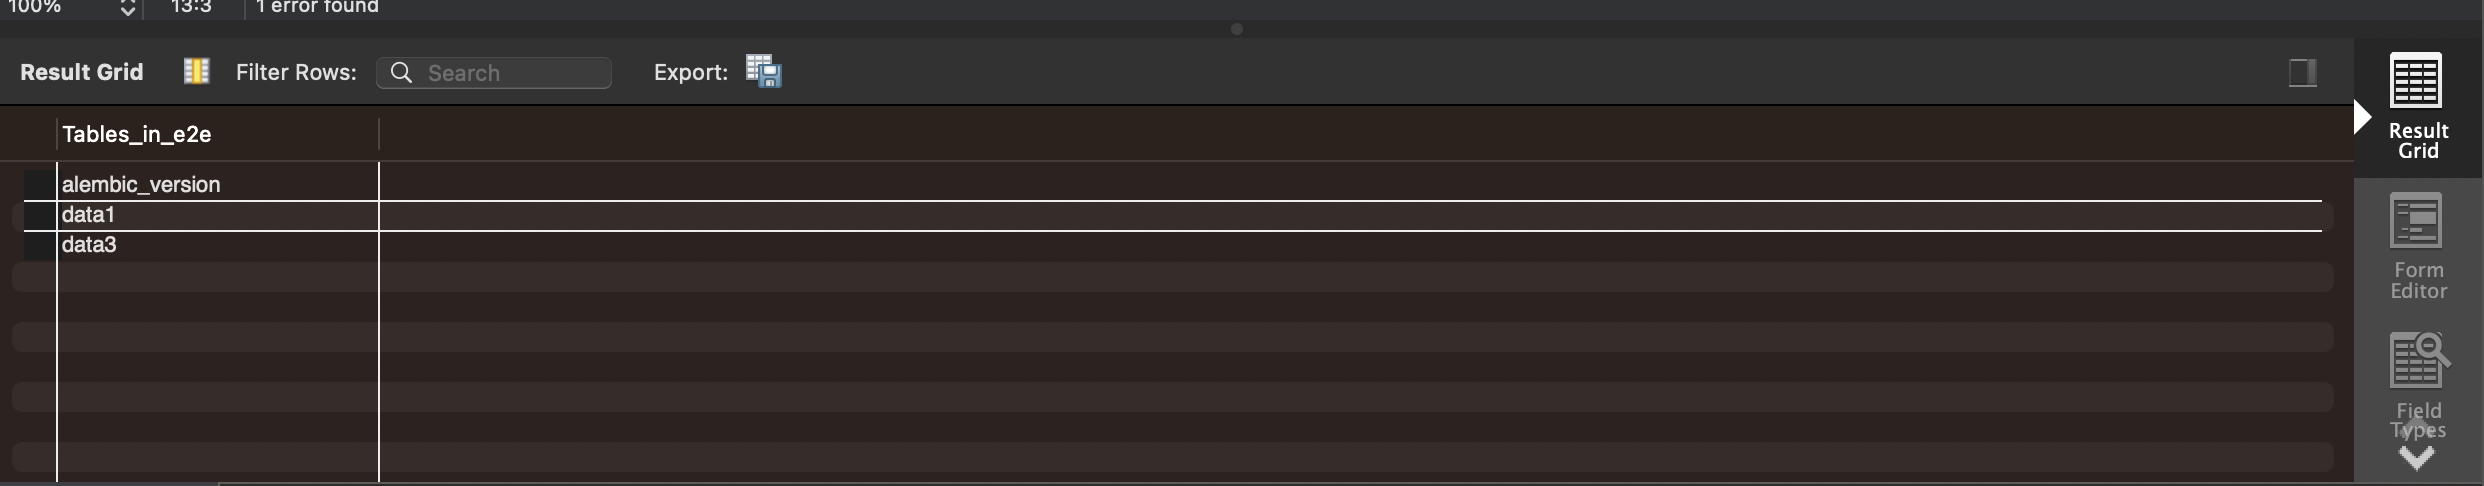 100% 13:3 1 error found
Result Grid Filter Rows: Search Export:
Tables_in_e2e
alembic_version
data1
data3
Result
Grid
Form
Editor
Field
Types